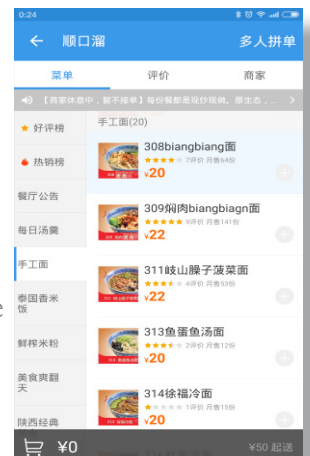 0:24
顺口溜
多人拼单
菜单
评价
商家
【商家休息中，暂不接单】每份餐都是现炒现做。原生态，...
好评榜
热销榜
餐厅公告
每日汤羹
手工面
泰国香米
饭
鲜榨米粉
美食爽翻
天
陕西经典
手工面(20)
308biangbiang面
7评价 月售64份
¥20
309焖肉biangbiagn面
9评价 月售141份
¥22
311岐山臊子菠菜面
4评价 月售53份
¥22
313鱼蛋鱼汤面
2评价 月售12份
¥20
314徐福冷面
1评价 月售15份
¥20
¥0
¥50 起送
e